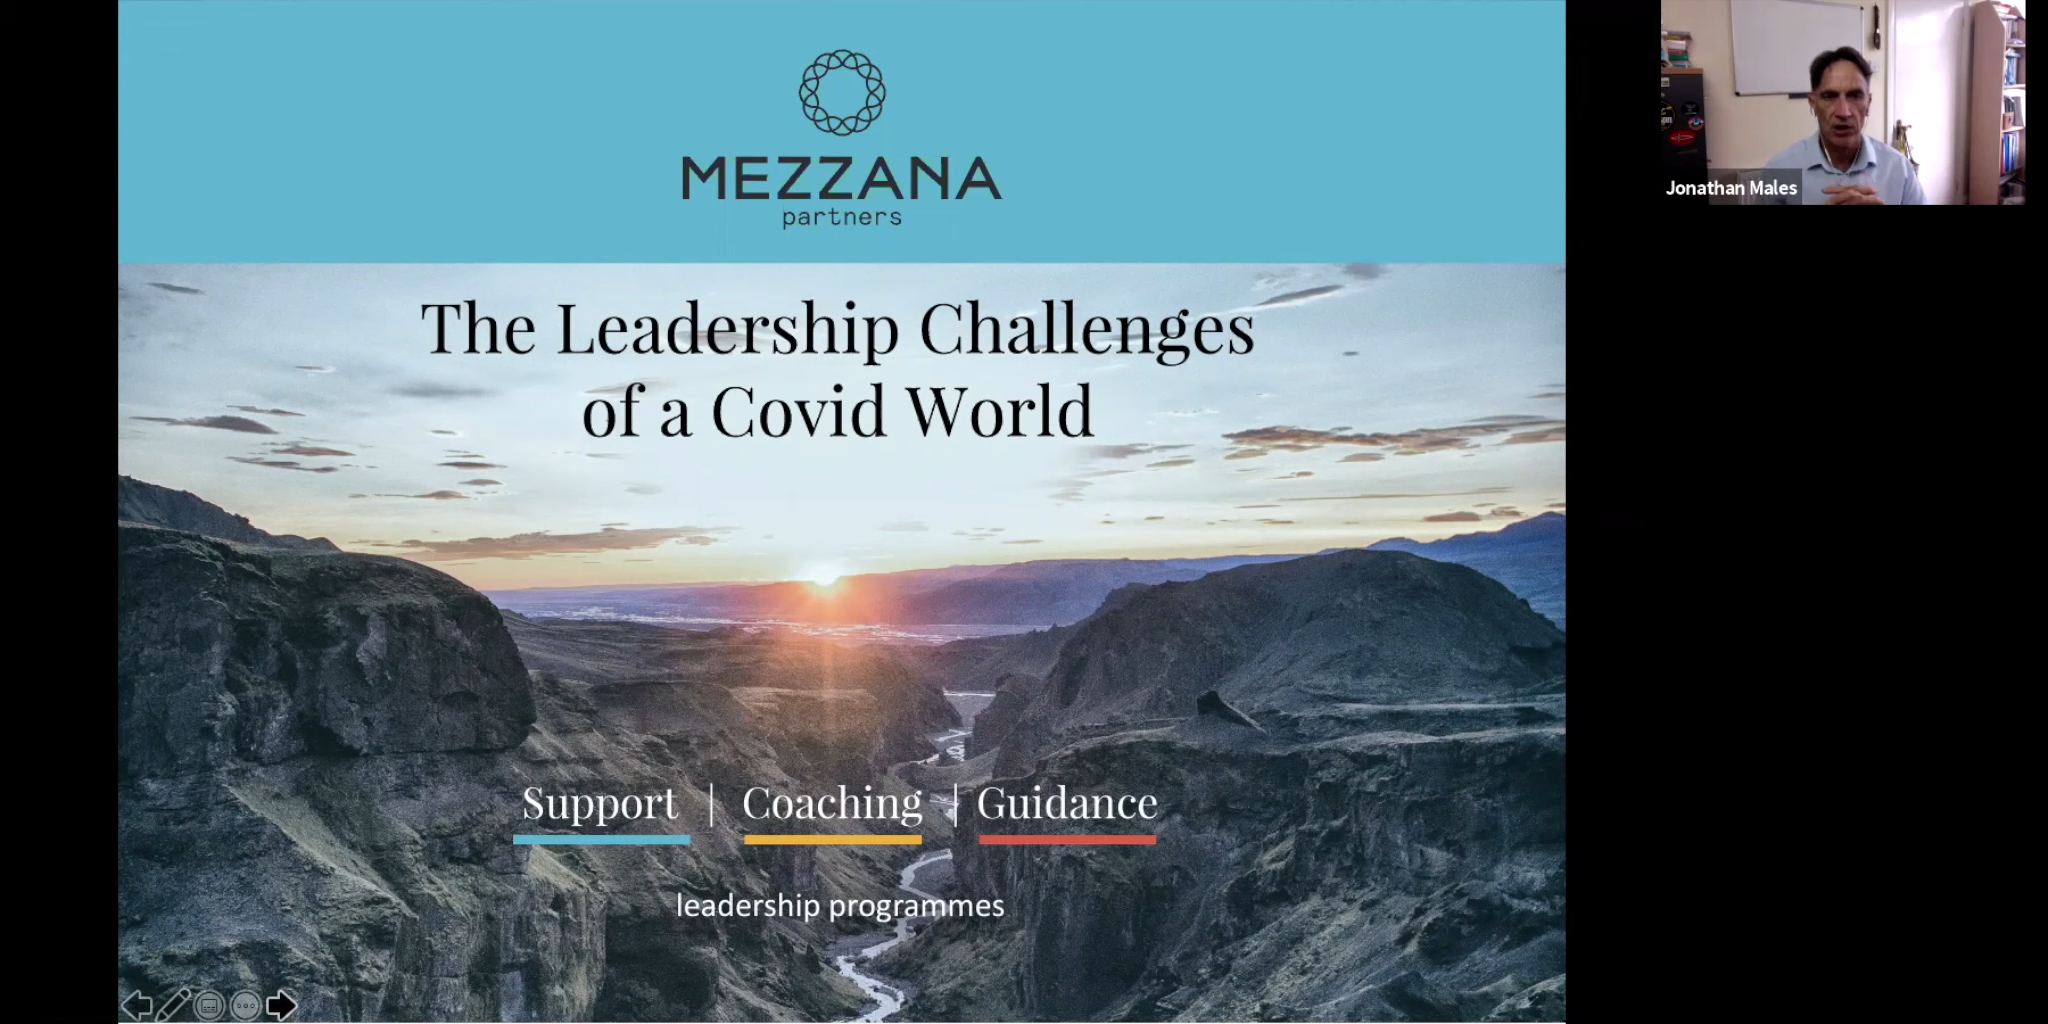 MEZZANA
partners
The Leadership Challenges
of a Covid World
Support | Coaching | Guidance
leadership programmes
Jonathan Males